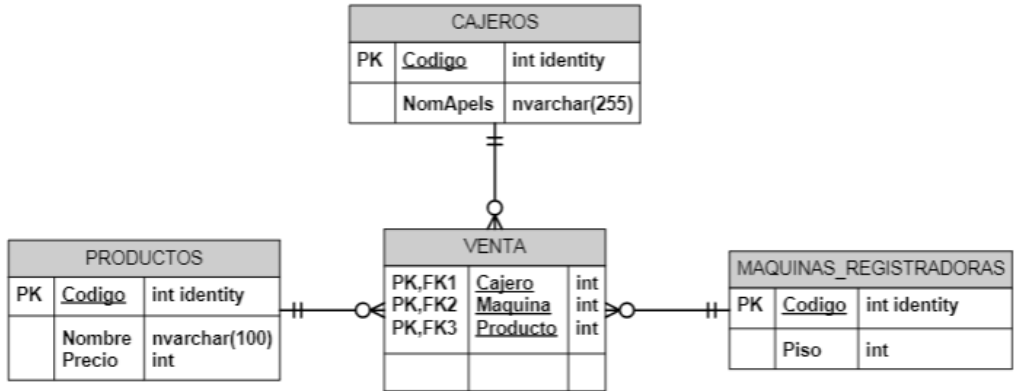 CAJEROS
PK Codigo int identity
NomApels nvarchar(255)
PRODUCTOS
PK Codigo int identity
Nombre nvarchar(100)
Precio int
VENTA
PK,FK1 Cajero int
PK,FK2 Maquina int
PK,FK3 Producto int
MAQUINAS_REGISTRADORAS
PK Codigo int identity
Piso int